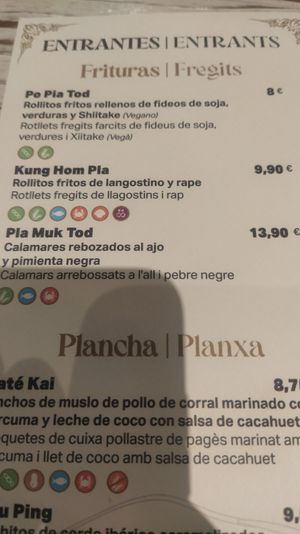 ENTRANTES | ENTRANTS
Frituras | Fregits
Po Pia Tod 8 €
Rollitos fritos rellenos de fideos de soja,
verduras y Shiitake (Vegano)
Rotllets fregits farcits de fideus de soja,
verdures i Xiitake (Vegà)
Kung Hom Pla 9,90 €
Rollitos fritos de langostino y rape
Rotllets fregits de llagostins i rap
Pla Muk Tod 13,90 €
Calamares rebozados al ajo
y pimienta negra
Calamars arrebossats a l'all i pebre negre
Plancha | Planxa
até Kai 8,7
nchos de muslo de pollo de corral marinado co
rcuma y leche de coco con salsa de cacahuet
oquetes de cuixa pollastre de pagès marinat am
cuma i llet de coco amb salsa de cacahuet
u Ping 9,